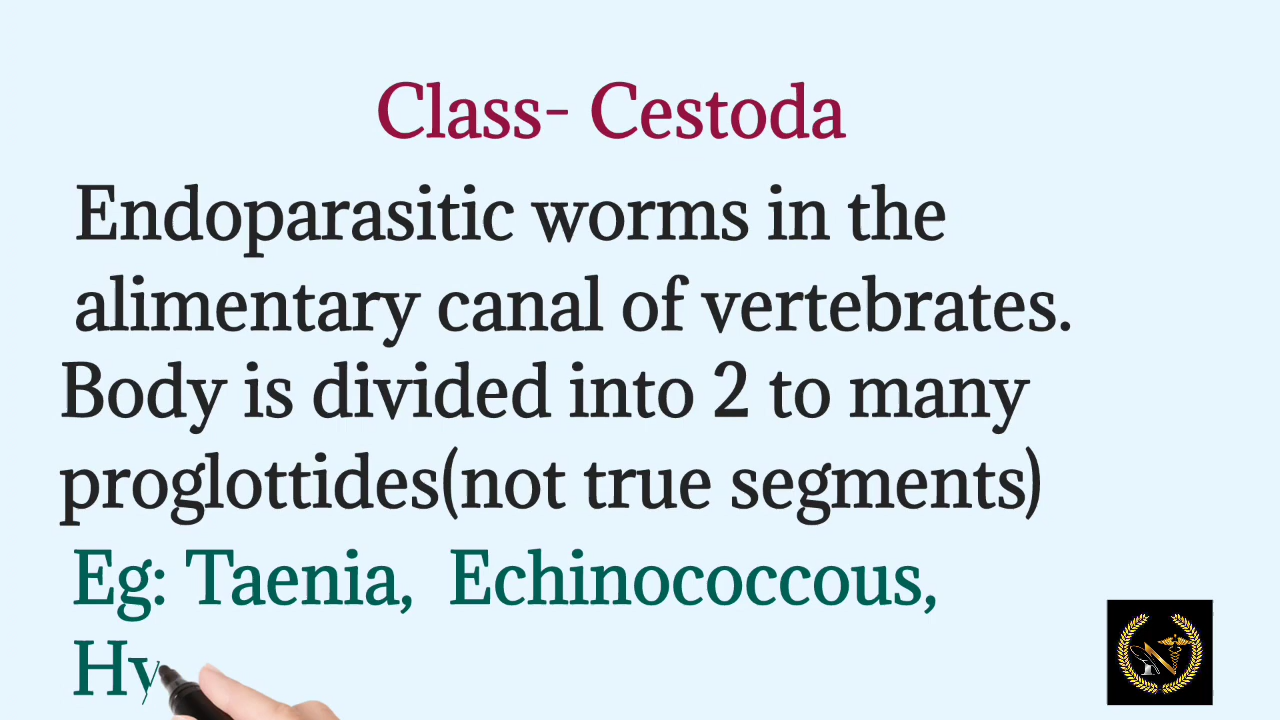 Class- Cestoda
Endoparasitic worms in the
alimentary canal of vertebrates.
Body is divided into 2 to many
proglottides(not true segments)
Eg: Taenia, Echinococcous,
Hy